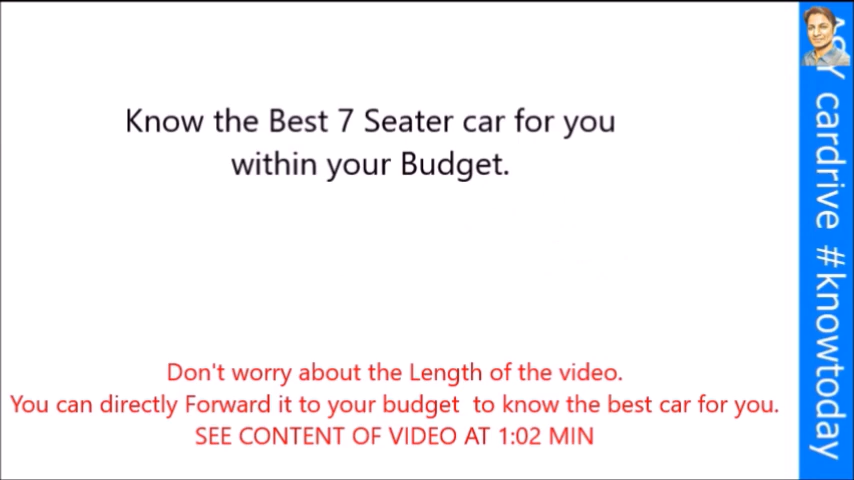 Know the Best 7 Seater car for you
within your Budget.
Don't worry about the Length of the video.
You can directly Forward it to your budget  to know the best car for you.
SEE CONTENT OF VIDEO AT 1:02 MIN
cardrive #knowtoday